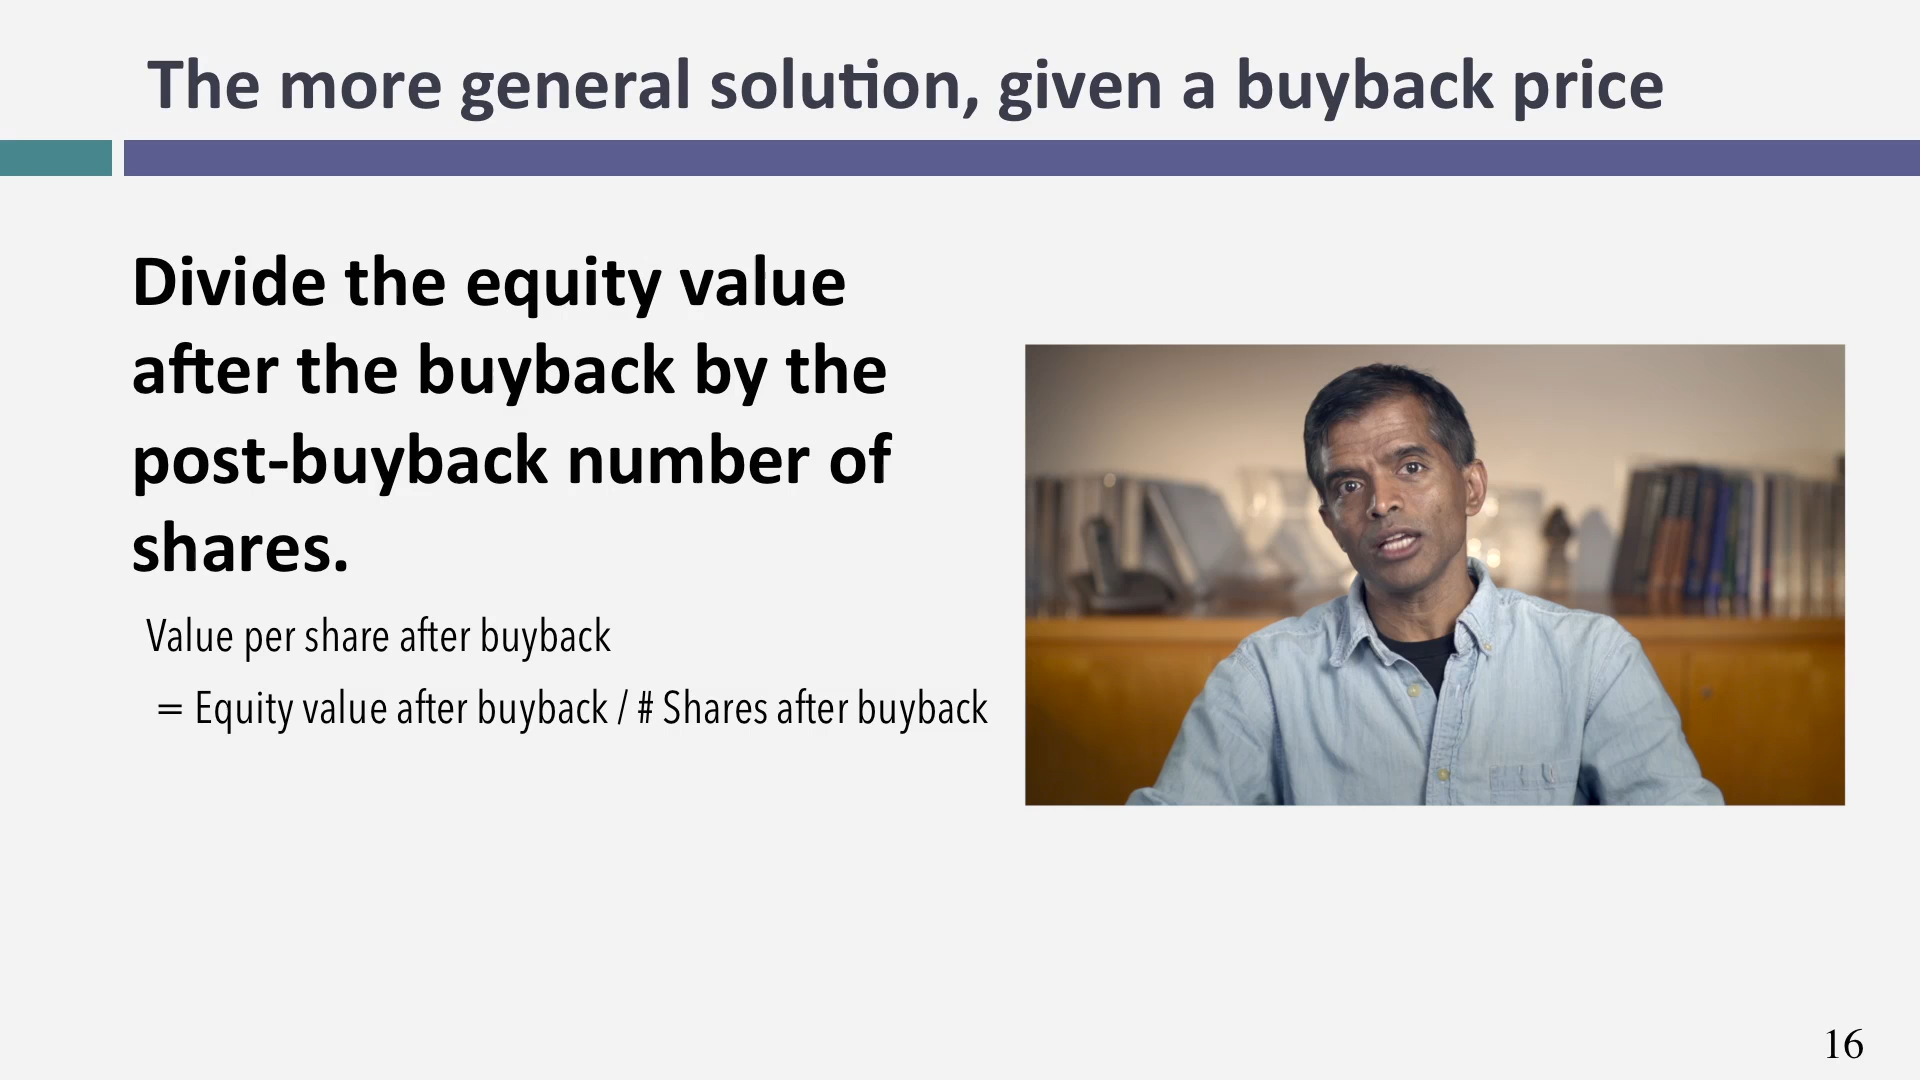 The more general solution, given a buyback price
Divide the equity value
after the buyback by the
post-buyback number of
shares.
Value per share after buyback
= Equity value after buyback / # Shares after buyback
16